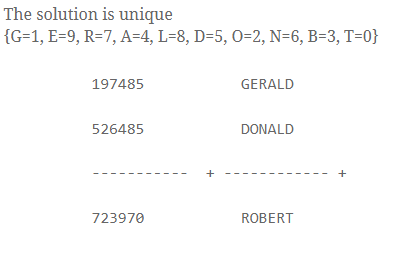 The solution is unique
{G=1, E=9, R=7, A=4, L=8, D=5, O=2, N=6, B=3, T=0}
197485 GERALD
526485 DONALD
----------- + ------------ +
723970 ROBERT